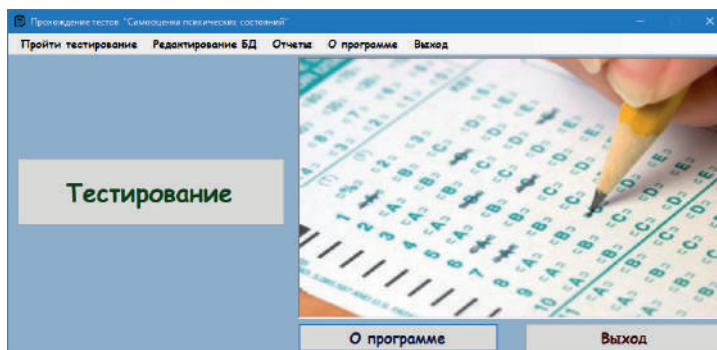 Прохождение тестов "Самооценка психических состояний"
Пройти тестирование Редактирование БД Отчеты О программе Выход
Тестирование
О программе Выход